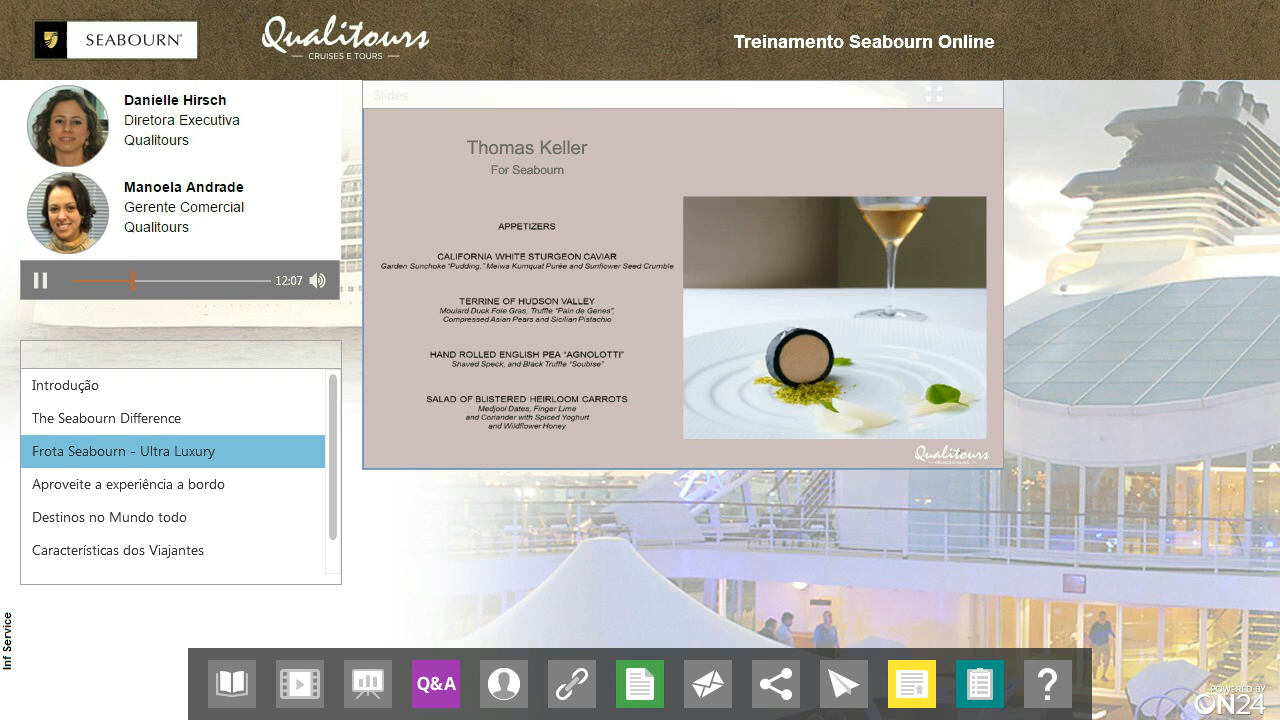 SEABOURN®
Qualitours
CRUISES E TOURS
Treinamento Seabourn Online
Danielle Hirsch
Diretora Executiva
Qualitours
Manoela Andrade
Gerente Comercial
Qualitours
12:07
Introdução
The Seabourn Difference
Frota Seabourn - Ultra Luxury
Aproveite a experiência a bordo
Destinos no Mundo todo
Características dos Viajantes
Inf Service
Slides
Thomas Keller
For Seabourn
APPETIZERS
CALIFORNIA WHITE STURGEON CAVIAR
Garden Sunchoke “Pudding,” Meiwa Kumquat Purée and Sunflower Seed Crumble
TERRINE OF HUDSON VALLEY
Moulard Duck Foie Gras, Truffle “Pain de Genes”,
Compressed Asian Pears and Sicilian Pistachio
HAND ROLLED ENGLISH PEA “AGNOLOTTI”
Shaved Speck, and Black Truffle “Soubise”
SALAD OF BLISTERED HEIRLOOM CARROTS
Medjool Dates, Finger Lime
and Coriander with Spiced Yoghurt
and Wildflower Honey
Qualitours
CRUISES E TOURS
Q&A
?
POWERED BY
ON24